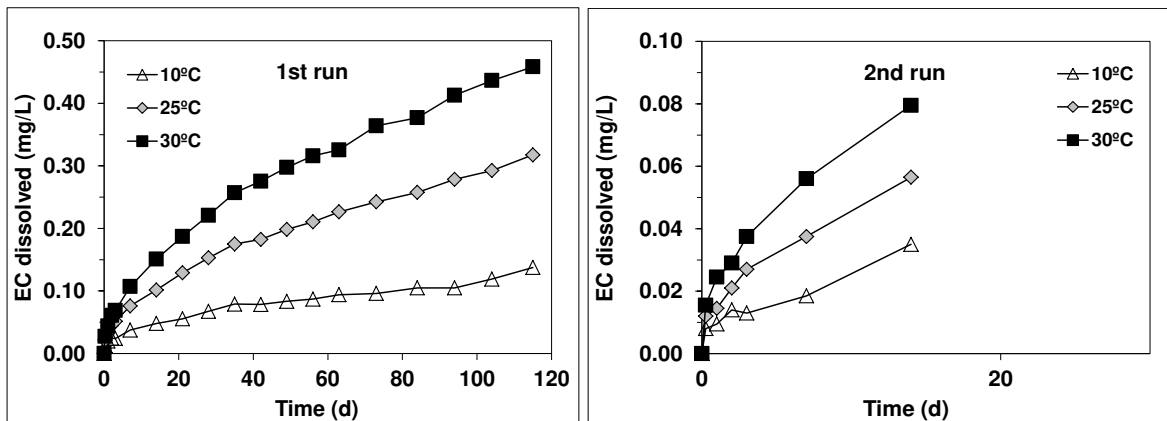 EC dissolved (mg/L)
0.50
0.40
0.30
0.20
0.10
0.00
1st run
10ºC
25ºC
30ºC
0
20
40
60
80
100
120
Time (d)
EC dissolved (mg/L)
0.10
0.08
0.06
0.04
0.02
0.00
2nd run
10ºC
25ºC
30ºC
0
20
Time (d)